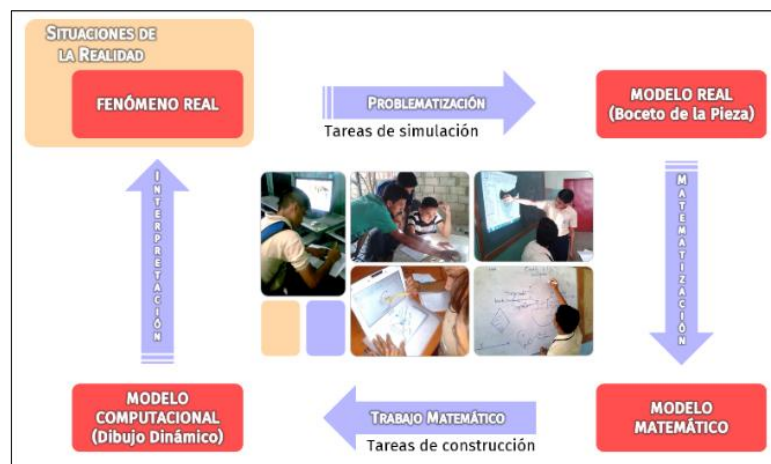 SITUACIONES DE
LA REALIDAD
FENÓMENO REAL
PROBLEMATIZACIÓN
Tareas de simulación
MODELO REAL
(Boceto de la Pieza)
INTERPRETACIÓN
MATEMATIZACIÓN
MODELO
COMPUTACIONAL
(Dibujo Dinámico)
TRABAJO MATEMÁTICO
Tareas de construcción
MODELO
MATEMÁTICO